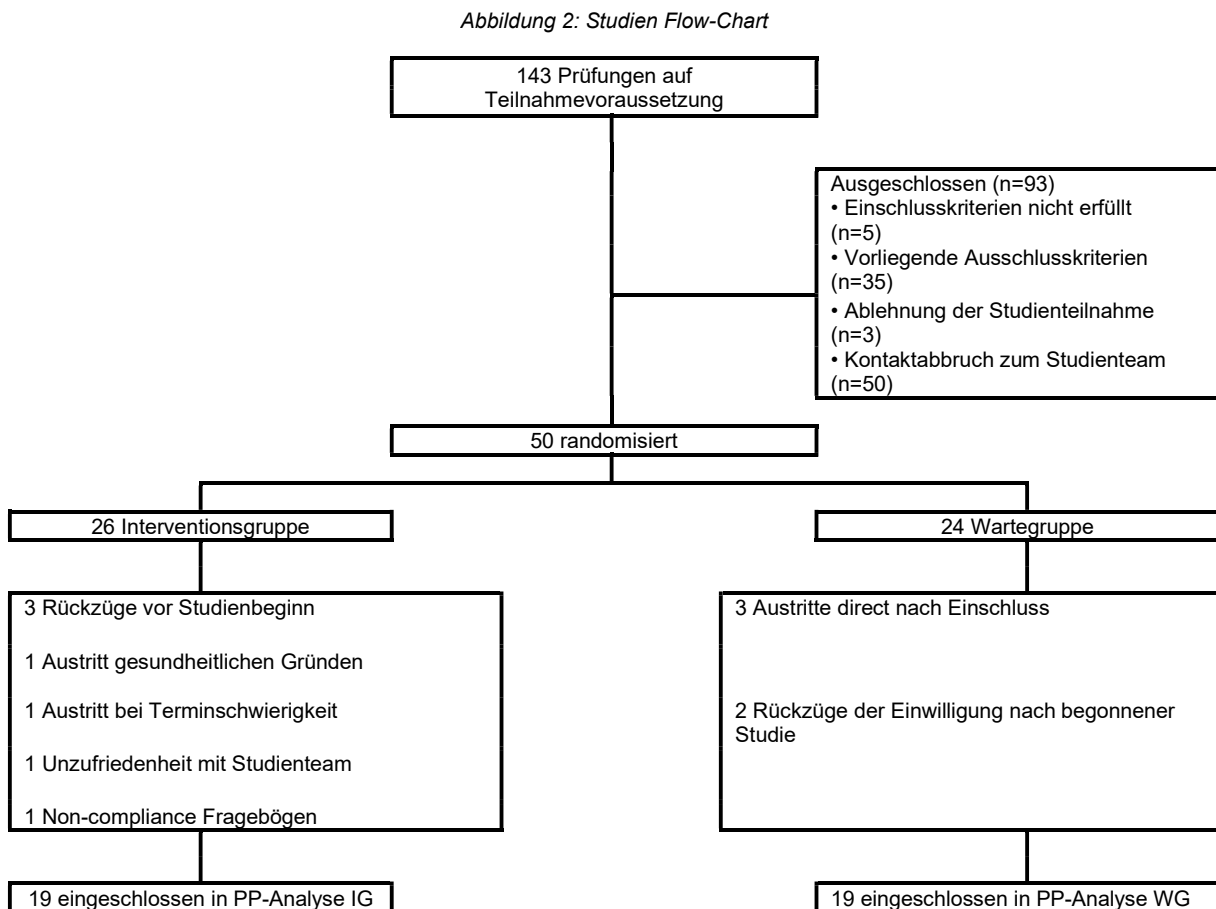 Abbildung 2: Studien Flow-Chart
143 Prüfungen auf
Teilnahmevoraussetzung
Ausgeschlossen (n=93)
• Einschlusskriterien nicht erfüllt
(n=5)
• Vorliegende Ausschlusskriterien
(n=35)
• Ablehnung der Studienteilnahme
(n=3)
• Kontaktabbruch zum Studienteam
(n=50)
50 randomisiert
26 Interventionsgruppe
24 Wartegruppe
3 Rückzüge vor Studienbeginn
1 Austritt gesundheitlichen Gründen
1 Austritt bei Terminschwierigkeit
1 Unzufriedenheit mit Studienteam
1 Non-compliance Fragebögen
3 Austritte direct nach Einschluss
2 Rückzüge der Einwilligung nach begonnener
Studie
19 eingeschlossen in PP-Analyse IG
19 eingeschlossen in PP-Analyse WG